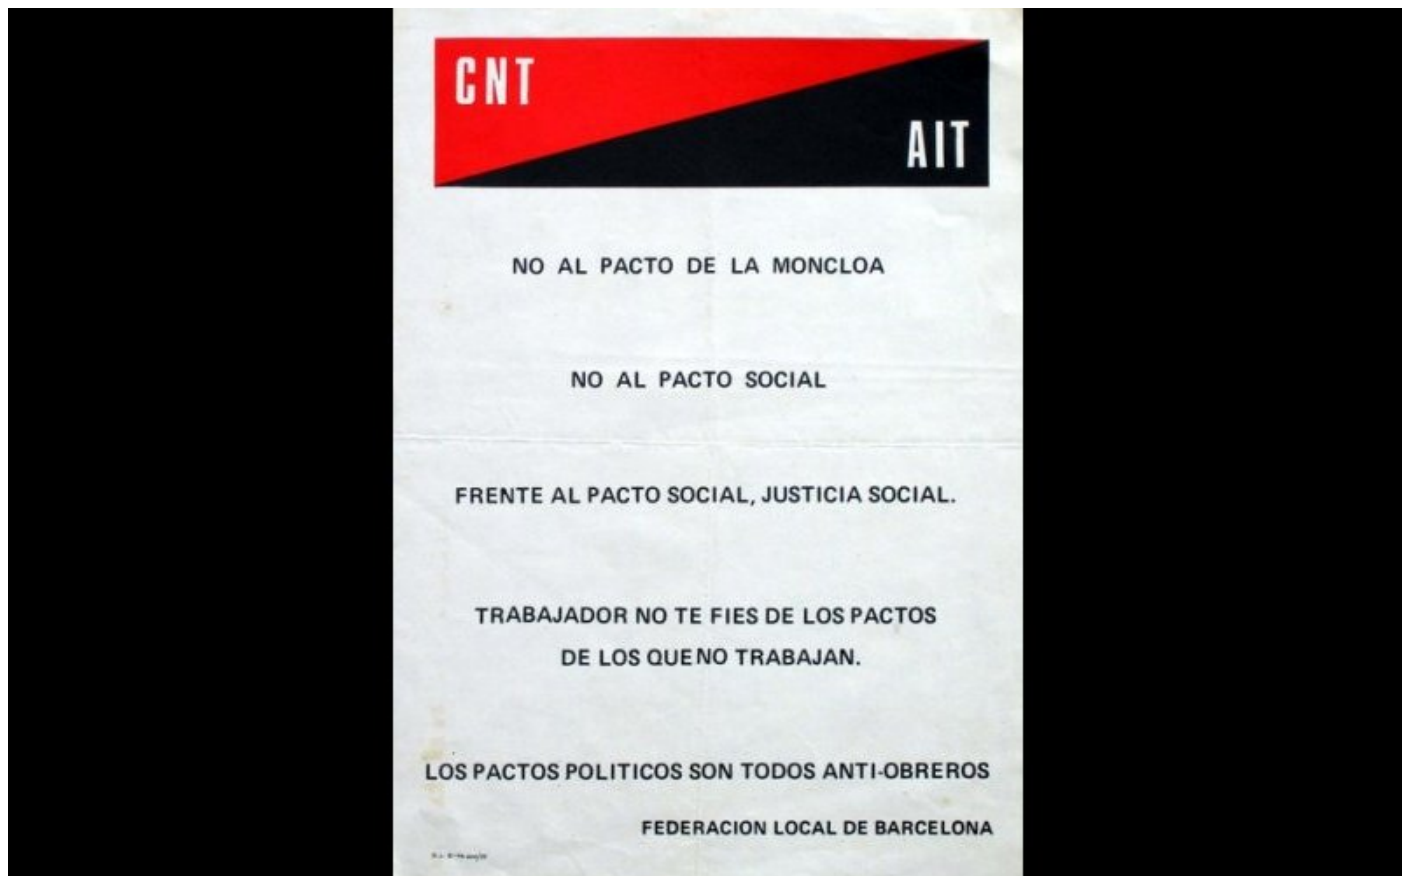 CNT
AIT
NO AL PACTO DE LA MONCLOA
NO AL PACTO SOCIAL
FRENTE AL PACTO SOCIAL, JUSTICIA SOCIAL.
TRABAJADOR NO TE FIES DE LOS PACTOS
DE LOS QUE NO TRABAJAN.
LOS PACTOS POLITICOS SON TODOS ANTI-OBREROS
FEDERACION LOCAL DE BARCELONA